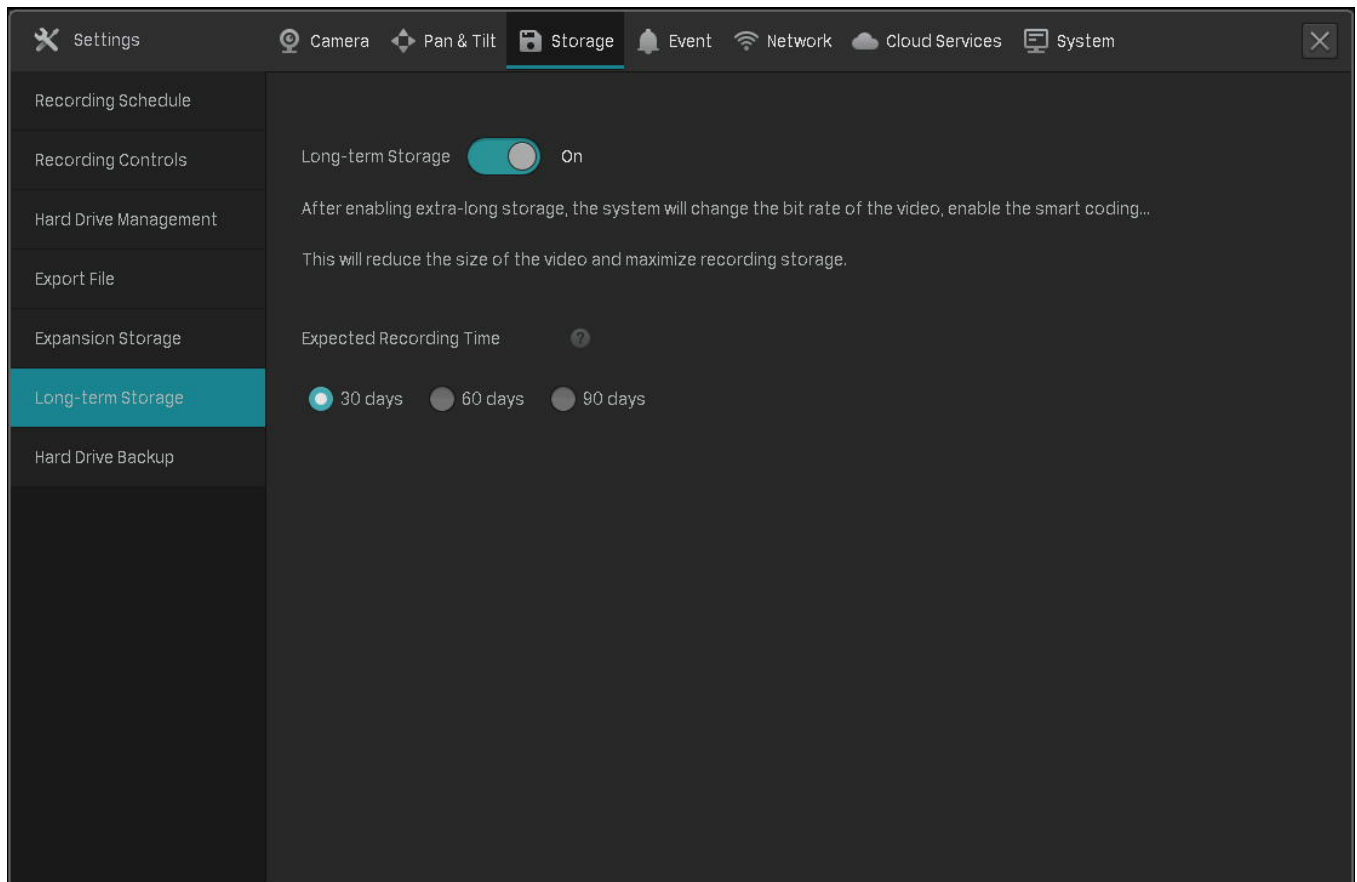 Settings
Camera
Pan & Tilt
Storage
Event
Network
Cloud Services
System
Recording Schedule
Recording Controls
Hard Drive Management
Export File
Expansion Storage
Long-term Storage
Hard Drive Backup
Long-term Storage On
After enabling extra-long storage, the system will change the bit rate of the video, enable the smart coding...
This will reduce the size of the video and maximize recording storage.
Expected Recording Time ?
30 days 60 days 90 days